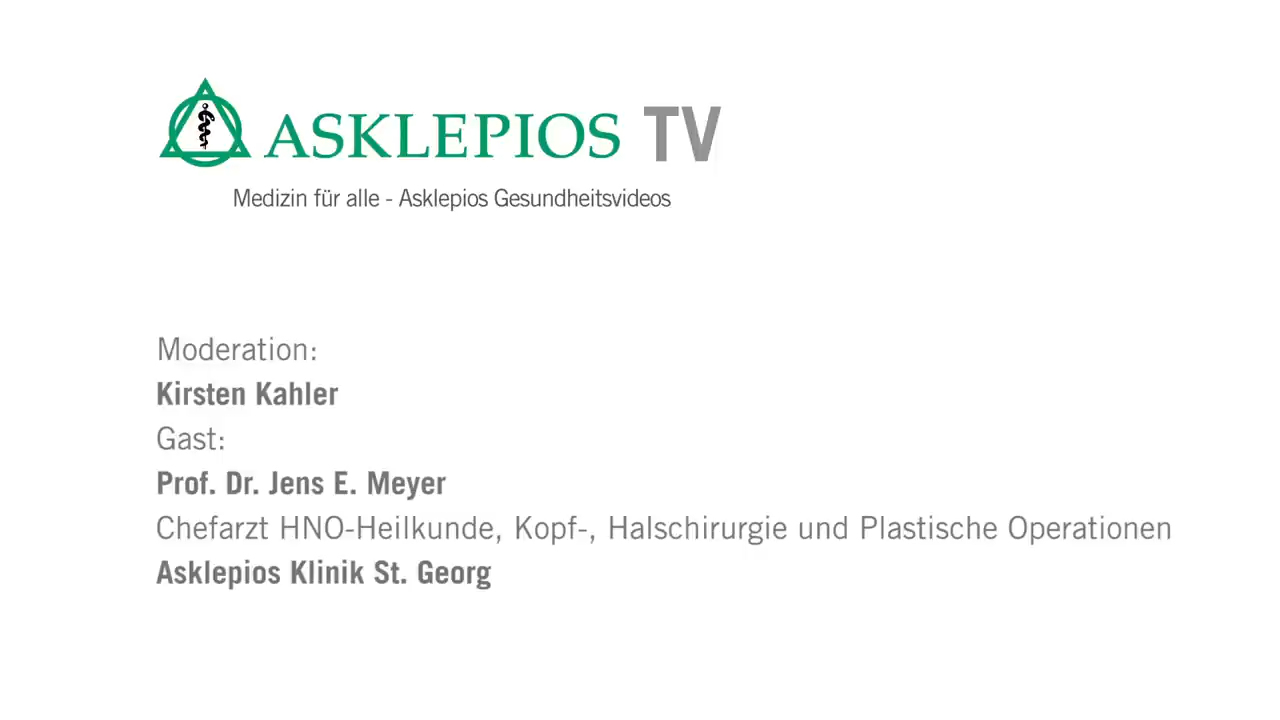 ASKLEPIOS TV
Medizin für alle - Asklepios Gesundheitsvideos
Moderation:
Kirsten Kahler
Gast:
Prof. Dr. Jens E. Meyer
Chefarzt HNO-Heilkunde, Kopf-, Halschirurgie und Plastische Operationen
Asklepios Klinik St. Georg